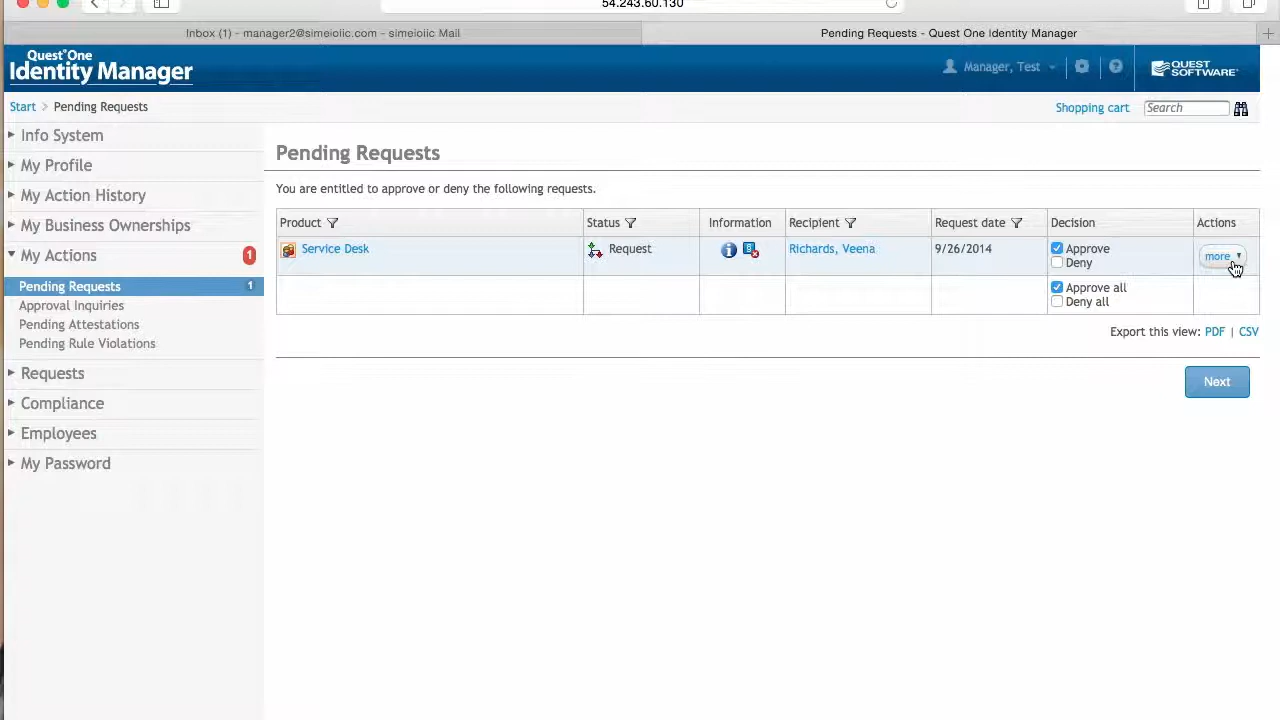 54.243.60.130
Inbox (1) - manager2@simeiolic.com - simeiolic Mail
Pending Requests - Quest One Identity Manager
Quest One
Identity Manager
Manager, Test
QUEST
SOFTWARE
Start > Pending Requests
Shopping cart
Search
Info System
My Profile
My Action History
My Business Ownerships
My Actions 1
Pending Requests 1
Approval Inquiries
Pending Attestations
Pending Rule Violations
Requests
Compliance
Employees
My Password
Pending Requests
You are entitled to approve or deny the following requests.
Product Status Information Recipient Request date Decision Actions
Service Desk Request Richards, Veena 9/26/2014 Approve more
Deny
Approve all
Deny all
Export this view: PDF | CSV
Next